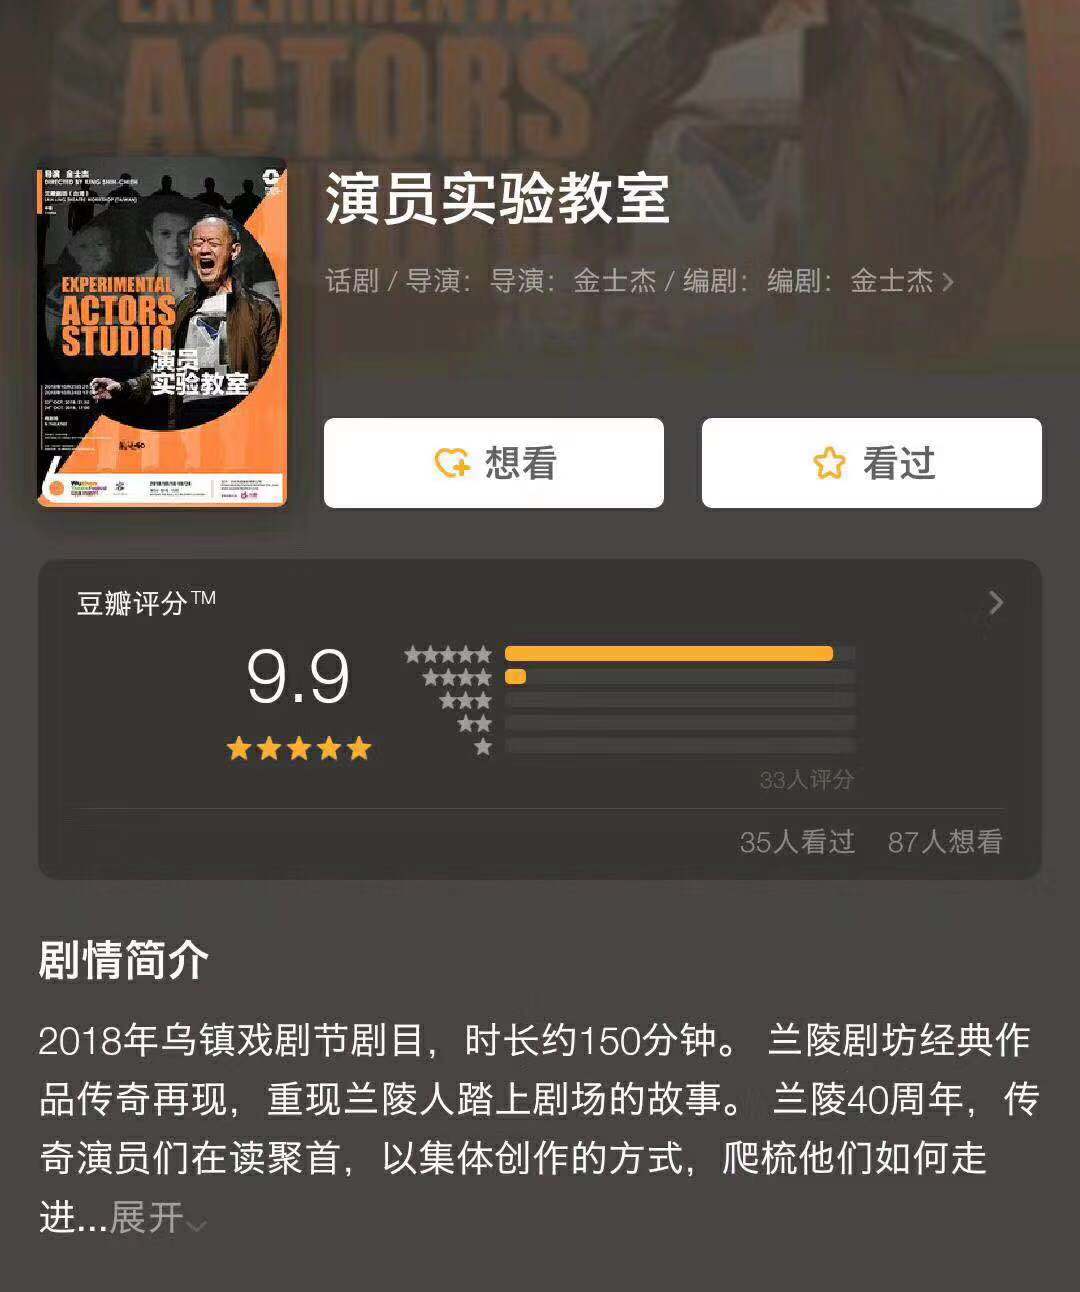 EXPERIMENTAL
ACTORS
导演 金士杰
DIRECTED BY KING SHIH-CHIEH
EXPERIMENTAL
ACTORS
STUDIO
演员
实验教室
演员实验教室
话剧 / 导演：导演：金士杰 / 编剧：编剧：金士杰
想看
看过
豆瓣评分™
9.9
33人评分
35人看过 87人想看
剧情简介
2018年乌镇戏剧节剧目，时长约150分钟。 兰陵剧坊经典作
品传奇再现，重现兰陵人踏上剧场的故事。 兰陵40周年，传
奇演员们在读聚首，以集体创作的方式，爬梳他们如何走
进...展开